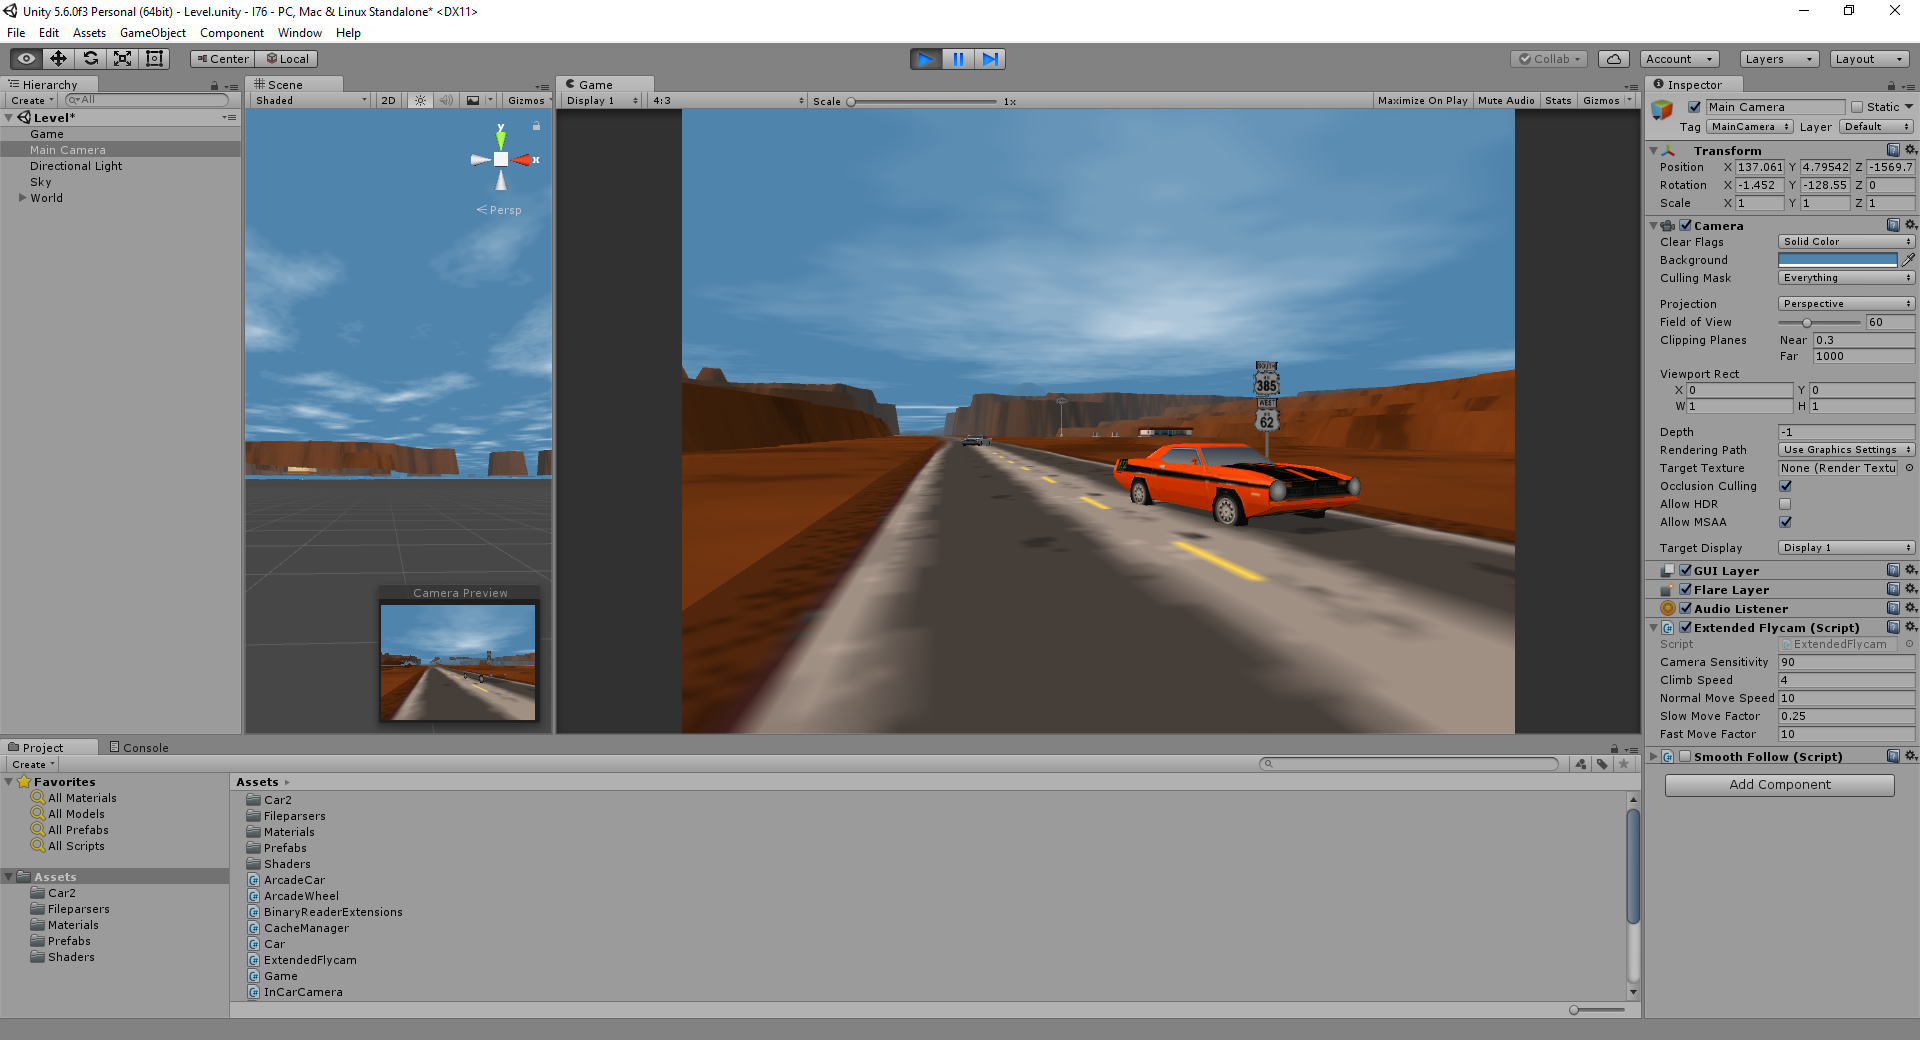 Unity 5.6.0f3 Personal (64bit) - Level.unity - I76 - PC, Mac & Linux Standalone* <DX11>
File Edit Assets GameObject Component Window Help
Center Local
Collab Account Layers Layout
Hierarchy
Create All
Level*
Game
Main Camera
Directional Light
Sky
World
Scene
Shaded 2D Gizmos
y
x
Persp
Camera Preview
Game
Display 1 4:3 Scale 1x Maximize On Play Mute Audio Stats Gizmos
SOUTH
385
WEST
62
Inspector
Main Camera Static
Tag MainCamera Layer Default
Transform
Position X 137.061 Y 4.79542 Z -1569.7
Rotation X -1.452 Y -128.55 Z 0
Scale X 1 Y 1 Z 1
Camera
Clear Flags Solid Color
Background
Culling Mask Everything
Projection Perspective
Field of View 60
Clipping Planes Near 0.3
Far 1000
Viewport Rect
X 0 Y 0
W 1 H 1
Depth -1
Rendering Path Use Graphics Settings
Target Texture None (Render Textu
Occlusion Culling
Allow HDR
Allow MSAA
Target Display Display 1
GUI Layer
Flare Layer
Audio Listener
Extended Flycam (Script)
Script ExtendedFlycam
Camera Sensitivity 90
Climb Speed 4
Normal Move Speed 10
Slow Move Factor 0.25
Fast Move Factor 10
Smooth Follow (Script)
Add Component
Project Console
Create
Favorites
All Materials
All Models
All Prefabs
All Scripts
Assets
Car2
Fileparsers
Materials
Prefabs
Shaders
Assets
Car2
Fileparsers
Materials
Prefabs
Shaders
ArcadeCar
ArcadeWheel
BinaryReaderExtensions
CacheManager
Car
ExtendedFlycam
Game
InCarCamera